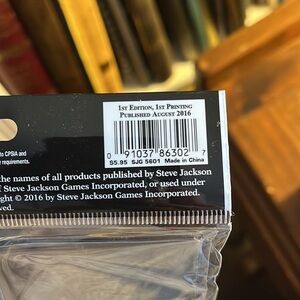 1ST EDITION, 1ST PRINTING
PUBLISHED AUGUST 2016
0 91037 86302 7
$5.95 SJG 5601 Made in China
to CPSIA and
requirements.
the names of all products published by Steve Jackson
f Steve Jackson Games Incorporated, or used under
ght © 2016 by Steve Jackson Games Incorporated.
ved.